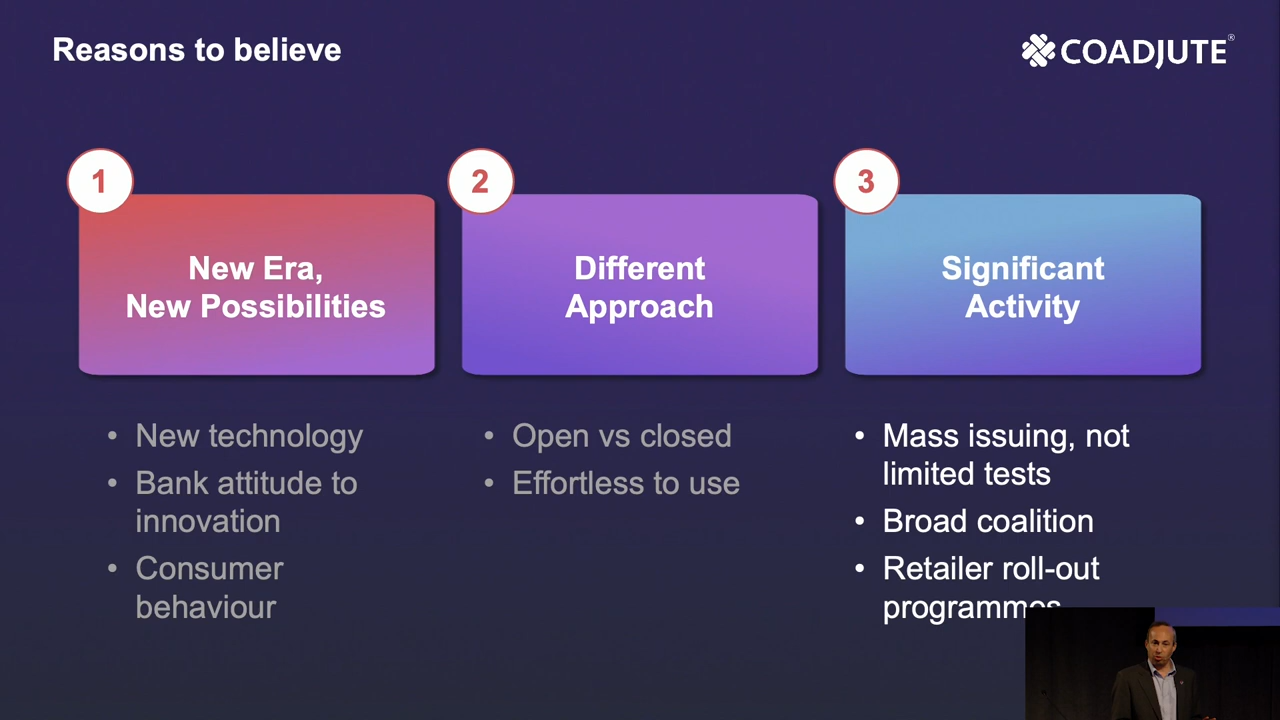 Reasons to believe
COADJUTE®
1
New Era,
New Possibilities
• New technology
• Bank attitude to
innovation
• Consumer
behaviour
2
Different
Approach
• Open vs closed
• Effortless to use
3
Significant
Activity
• Mass issuing, not
limited tests
• Broad coalition
• Retailer roll-out
programmes